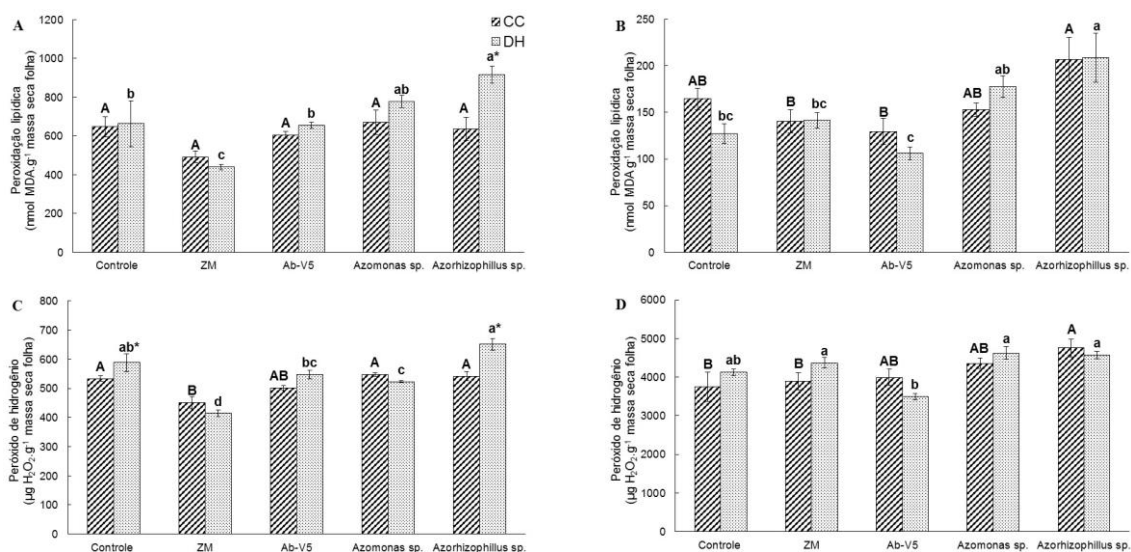 A
Peroxidação lipídica
(nmol MDA.g⁻¹ massa seca folha)
1200
1000
800
600
400
200
0
CC
DH
A
b
A
c
A
b
A
ab
A
a*
Controle
ZM
Ab-V5
Azomonas sp.
Azorhizophillus sp.
B
Peroxidação lipídica
(nmol MDA.g⁻¹ massa seca folha)
250
200
150
100
50
0
AB
bc
B
bc
B
c
AB
ab
A
a
Controle
ZM
Ab-V5
Azomonas sp.
Azorhizophillus sp.
C
Peróxido de hidrogênio
(µg H₂O₂.g⁻¹ massa seca folha)
800
700
600
500
400
300
200
100
0
A
ab*
B
d
AB
bc
A
c
A
a*
Controle
ZM
Ab-V5
Azomonas sp.
Azorhizophillus sp.
D
Peróxido de hidrogênio
(µg H₂O₂.g⁻¹ massa seca folha)
6000
5000
4000
3000
2000
1000
0
B
ab
B
a
AB
b
AB
a
A
a
Controle
ZM
Ab-V5
Azomonas sp.
Azorhizophillus sp.